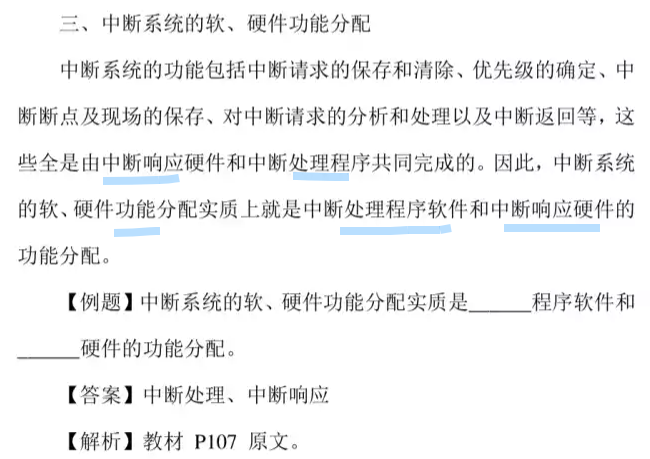 三、中断系统的软、硬件功能分配
中断系统的功能包括中断请求的保存和清除、优先级的确定、中
断断点及现场的保存、对中断请求的分析和处理以及中断返回等，这
些全是由中断响应硬件和中断处理程序共同完成的。因此，中断系统
的软、硬件功能分配实质上就是中断处理程序软件和中断响应硬件的
功能分配。
【例题】中断系统的软、硬件功能分配实质是______程序软件和
______硬件的功能分配。
【答案】中断处理、中断响应
【解析】教材 P107 原文。